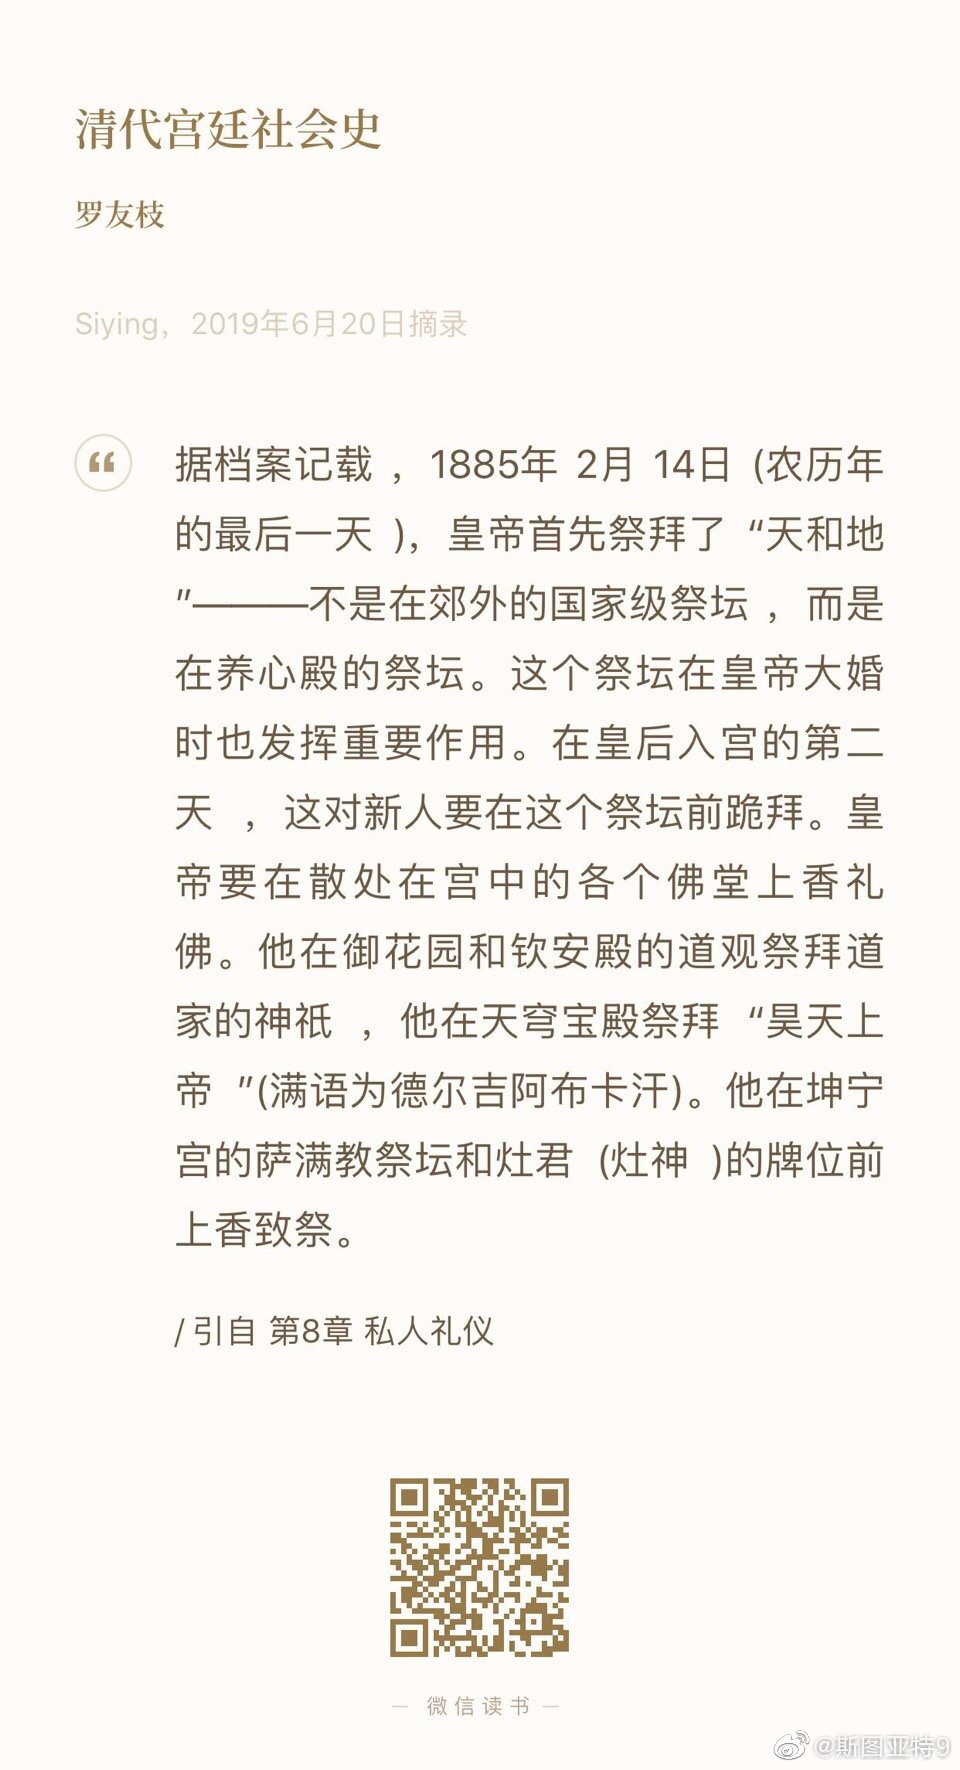 清代宫廷社会史
罗友枝
Siying，2019年6月20日摘录
据档案记载 ，1885年 2月 14日 (农历年
的最后一天 )，皇帝首先祭拜了 “天和地
”———不是在郊外的国家级祭坛 ，而是
在养心殿的祭坛。这个祭坛在皇帝大婚
时也发挥重要作用。在皇后入宫的第二
天 ，这对新人要在这个祭坛前跪拜。皇
帝要在散处在宫中的各个佛堂上香礼
佛。他在御花园和钦安殿的道观祭拜道
家的神祇 ，他在天穹宝殿祭拜 “昊天上
帝 ”(满语为德尔吉阿布卡汗)。他在坤宁
宫的萨满教祭坛和灶君 (灶神 )的牌位前
上香致祭。
/ 引自 第8章 私人礼仪
— 微信读书 —
@斯图亚特9